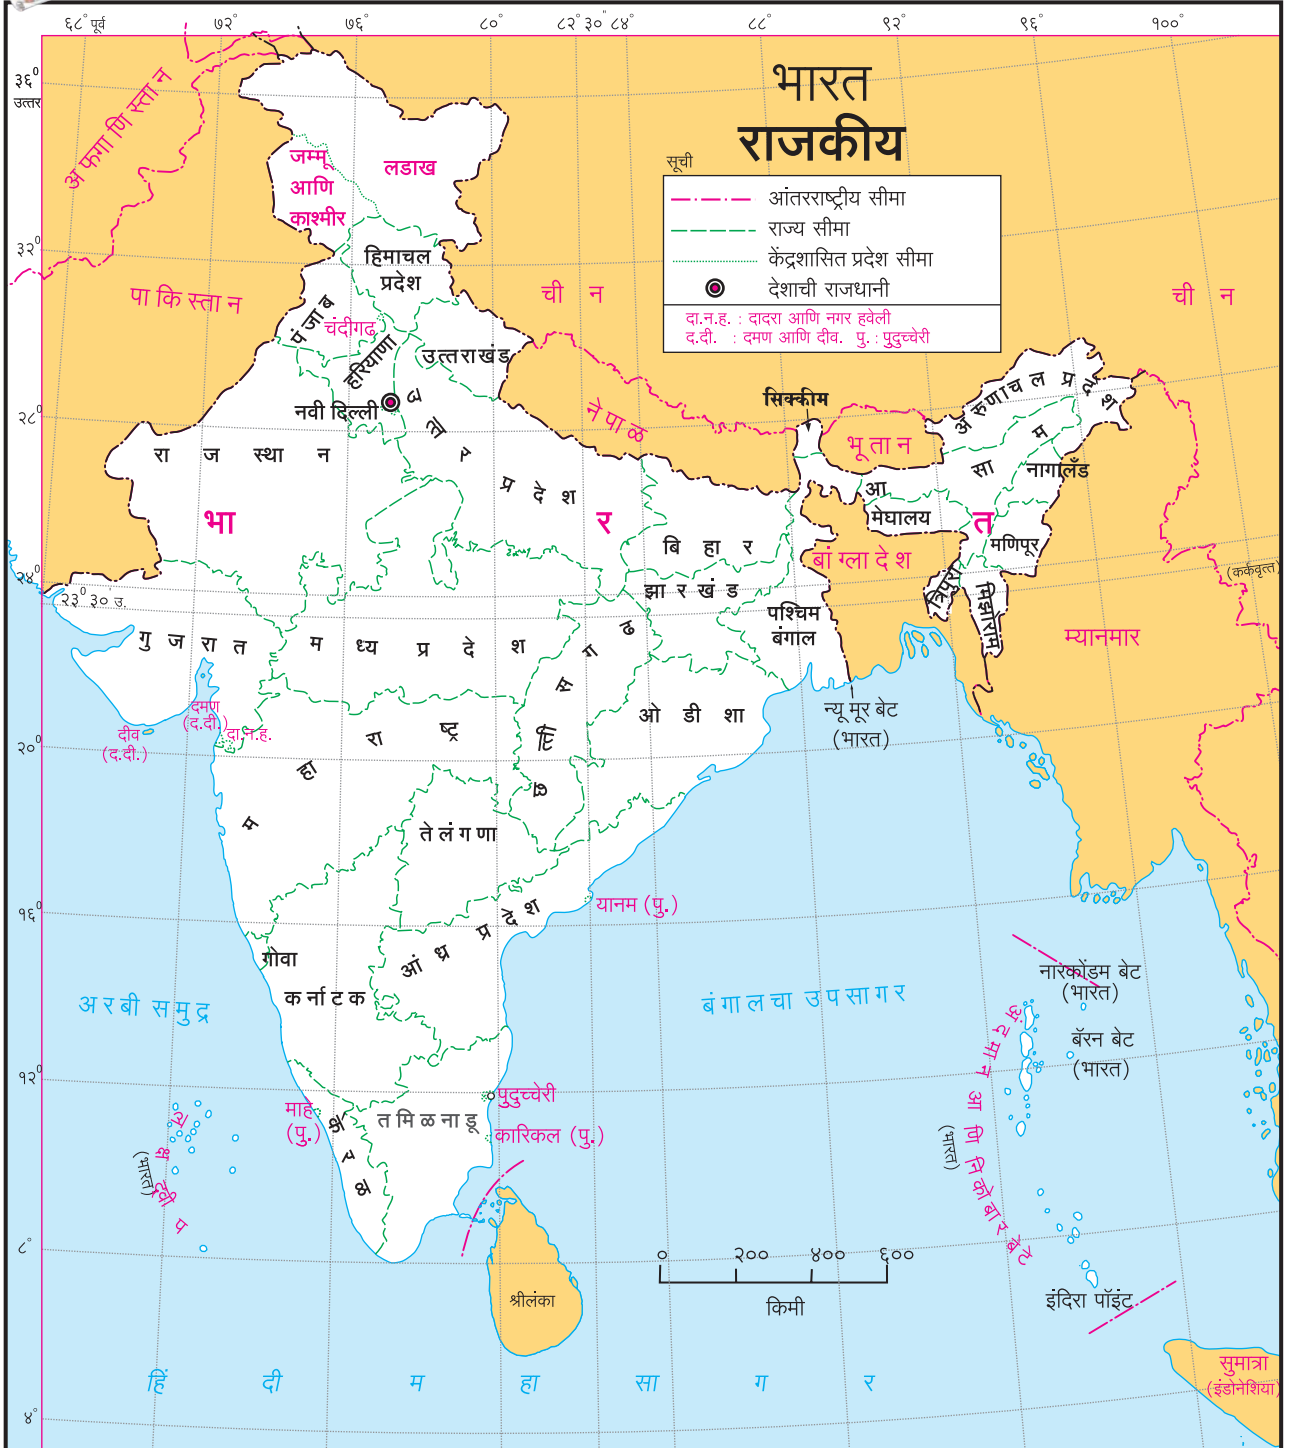 ६८° पूर्व ७२° ७६° ८०° ८२° ३०' ८४° ८८° ९२° ९६° १००°
भारत
राजकीय
सूची
आंतरराष्ट्रीय सीमा
राज्य सीमा
केंद्रशासित प्रदेश सीमा
देशाची राजधानी
दा.न.ह. : दादरा आणि नगर हवेली
द.दी. : दमण आणि दीव. पु. : पुदुच्चेरी
३६°
उत्तर
३२°
२८°
२४°
२३° ३०' उ.
२०°
१६°
१२°
८°
४°
अफगाणिस्तान
पाकिस्तान
चीन
चीन
नेपाळ
भूतान
बांग्लादेश
म्यानमार
(कर्कवृत्त)
जम्मू
आणि
काश्मीर
लडाख
हिमाचल
प्रदेश
पंजाब
चंदीगढ
हरियाणा
उत्तराखंड
नवी दिल्ली
उत्तर प्रदेश
राजस्थान
सिक्कीम
अरुणाचल प्रदेश
आसाम
नागालँड
मेघालय
मणिपूर
त्रिपुरा
मिझोराम
भारत
बिहार
झारखंड
पश्चिम
बंगाल
गुजरात
मध्य प्रदेश
छत्तीसगढ
ओडीशा
न्यू मूर बेट
(भारत)
दमण
(द.दी.)
दा.न.ह.
दीव
(द.दी.)
महाराष्ट्र
तेलंगणा
यानम (पु.)
आंध्र प्रदेश
गोवा
कर्नाटक
अरबी समुद्र
बंगालचा उपसागर
नारकोंडम बेट
(भारत)
बॅरन बेट
(भारत)
अंदमान आणि निकोबार बेटे
(भारत)
पुदुच्चेरी
माहे
(पु.)
तमिळनाडू
कारिकल (पु.)
केरळ
लक्षद्वीप
(भारत)
श्रीलंका
० २०० ४०० ६००
किमी
इंदिरा पॉइंट
सुमात्रा
(इंडोनेशिया)
हिंदी महासागर